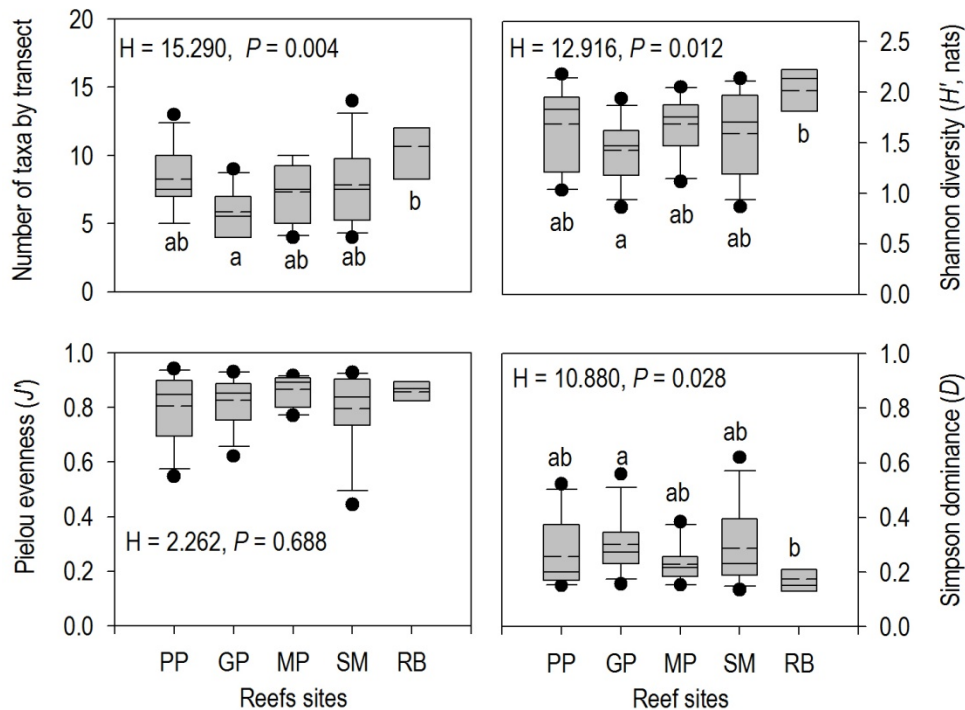 Number of taxa by transect
20
15
10
5
0
H = 15.290, P = 0.004
ab
a
ab
ab
b
H = 12.916, P = 0.012
ab
a
ab
ab
b
2.5
2.0
1.5
1.0
0.5
0.0
Shannon diversity (H', nats)
Pielou evenness (J')
1.0
0.8
0.6
0.4
0.2
0.0
H = 2.262, P = 0.688
PP GP MP SM RB
Reefs sites
H = 10.880, P = 0.028
ab
a
ab
ab
b
1.0
0.8
0.6
0.4
0.2
0.0
Simpson dominance (D)
PP GP MP SM RB
Reef sites